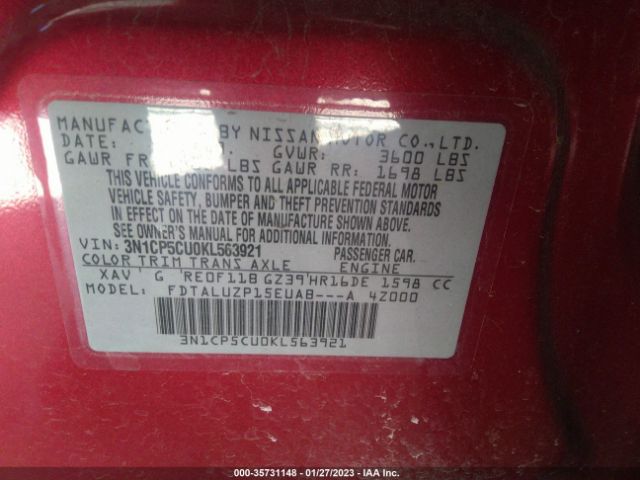 MANUFAC BY NISSAN MOTOR CO., LTD.
DATE: GVWR: 3600 LBS
GAWR FR LBS GAWR RR: 1698 LBS
THIS VEHICLE CONFORMS TO ALL APPLICABLE FEDERAL MOTOR
VEHICLE SAFETY, BUMPER AND THEFT PREVENTION STANDARDS
IN EFFECT ON THE DATE OF MANUFACTURE SHOWN ABOVE.
SEE OWNER'S MANUAL FOR ADDITIONAL INFORMATION.
VIN: 3N1CP5CU0KL563921 PASSENGER CAR.
COLOR TRIM TRANS AXLE ENGINE
XAV G RE0F11B GZ39 HR16DE 1598 CC
FDTALUZP15EUAB---A 4Z000
3N1CP5CU0KL563921
000-35731148 | 01/27/2023 | IAA Inc.